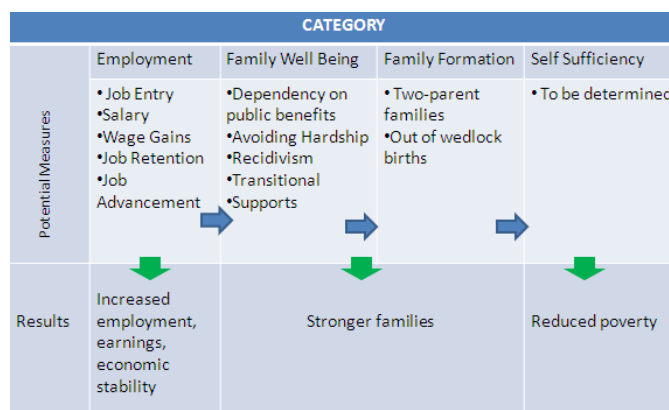 CATEGORY
Employment
Family Well Being
Family Formation
Self Sufficiency
Potential Measures
•Job Entry
•Salary
•Wage Gains
•Job Retention
•Job
Advancement
•Dependency on
public benefits
•Avoiding Hardship
•Recidivism
•Transitional
•Supports
•Two-parent
families
•Out of wedlock
births
•To be determined
Results
Increased
employment,
earnings,
economic
stability
Stronger families
Reduced poverty